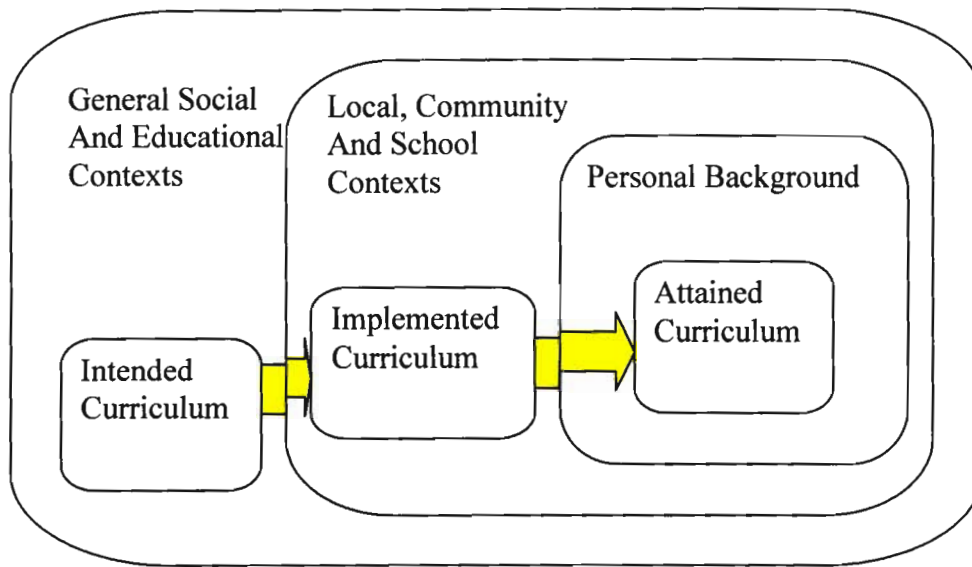 General Social
And Educational
Contexts
Local, Community
And School
Contexts
Personal Background
Intended
Curriculum
Implemented
Curriculum
Attained
Curriculum